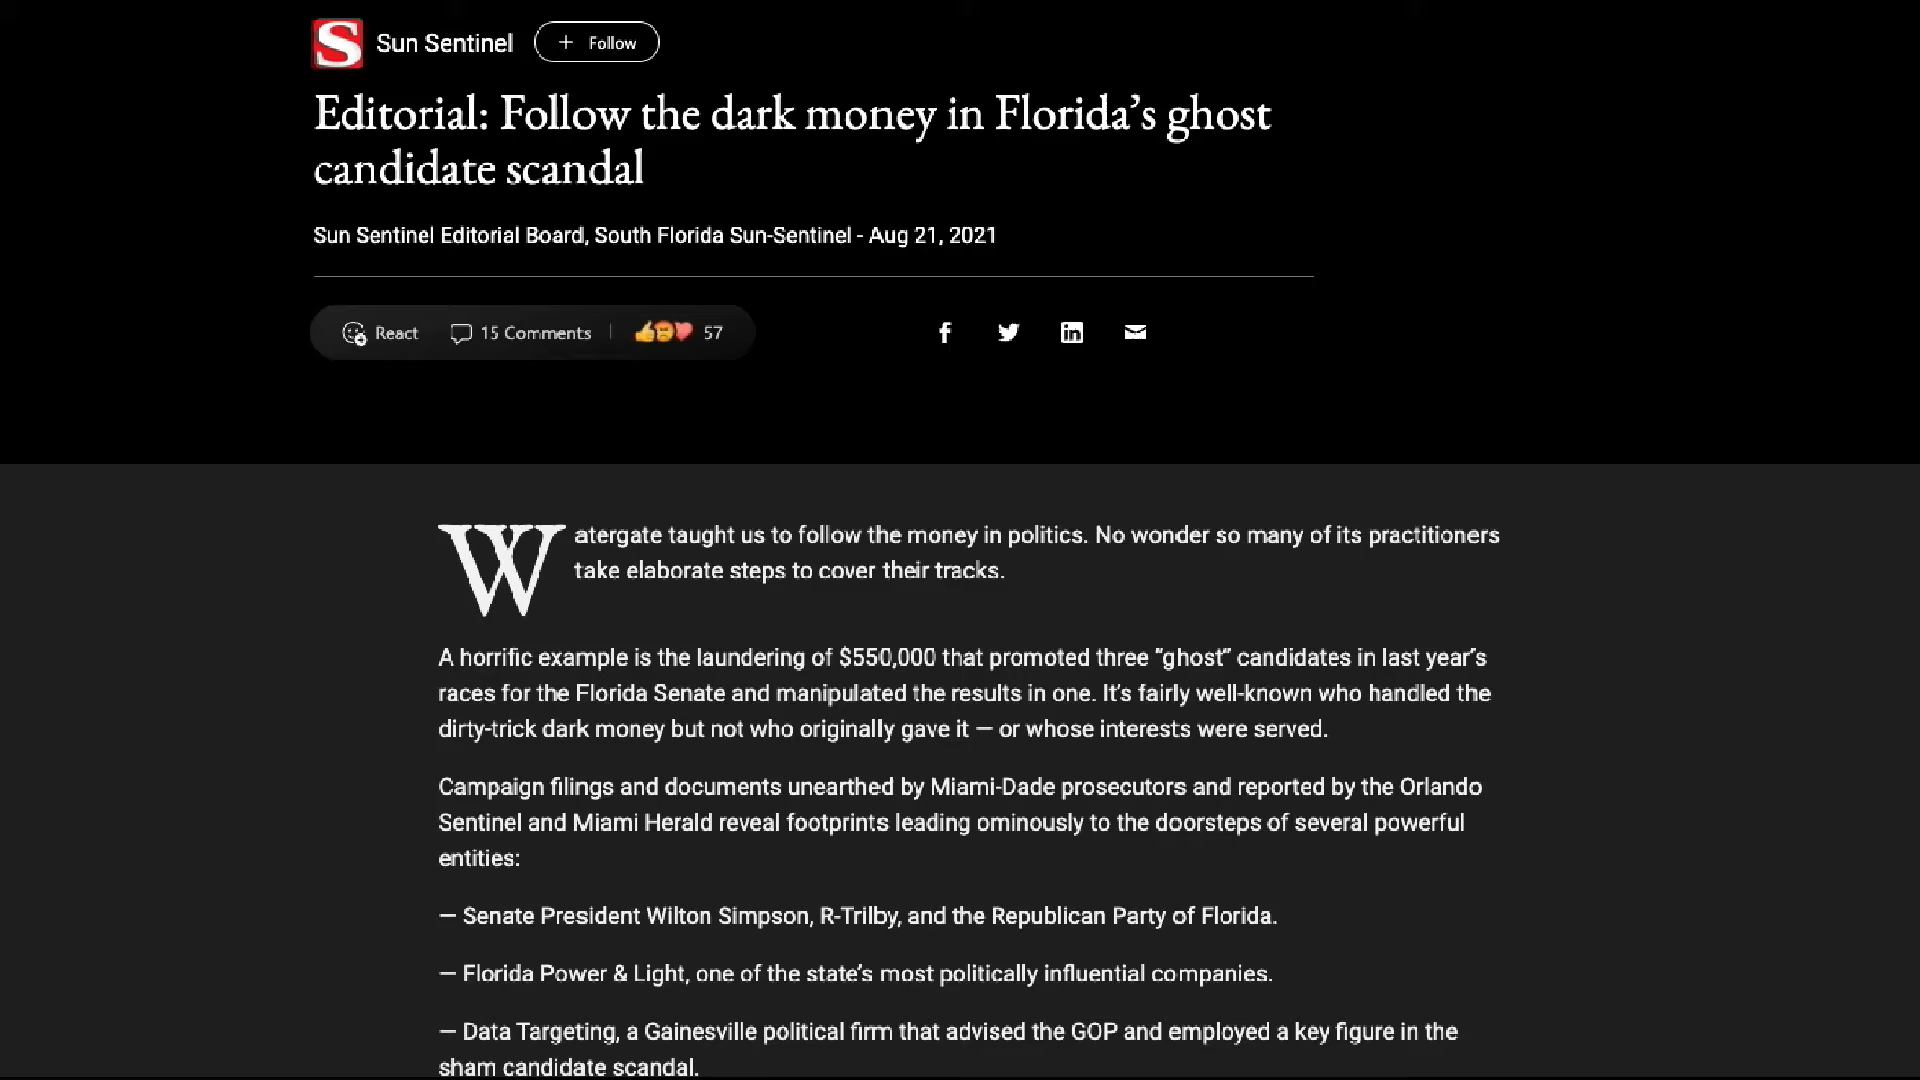 S Sun Sentinel + Follow
Editorial: Follow the dark money in Florida’s ghost
candidate scandal
Sun Sentinel Editorial Board, South Florida Sun-Sentinel - Aug 21, 2021
React 15 Comments | 57
f in
Watergate taught us to follow the money in politics. No wonder so many of its practitioners
take elaborate steps to cover their tracks.
A horrific example is the laundering of $550,000 that promoted three “ghost” candidates in last year’s
races for the Florida Senate and manipulated the results in one. It’s fairly well-known who handled the
dirty-trick dark money but not who originally gave it — or whose interests were served.
Campaign filings and documents unearthed by Miami-Dade prosecutors and reported by the Orlando
Sentinel and Miami Herald reveal footprints leading ominously to the doorsteps of several powerful
entities:
— Senate President Wilton Simpson, R-Trilby, and the Republican Party of Florida.
— Florida Power & Light, one of the state’s most politically influential companies.
— Data Targeting, a Gainesville political firm that advised the GOP and employed a key figure in the
sham candidate scandal.